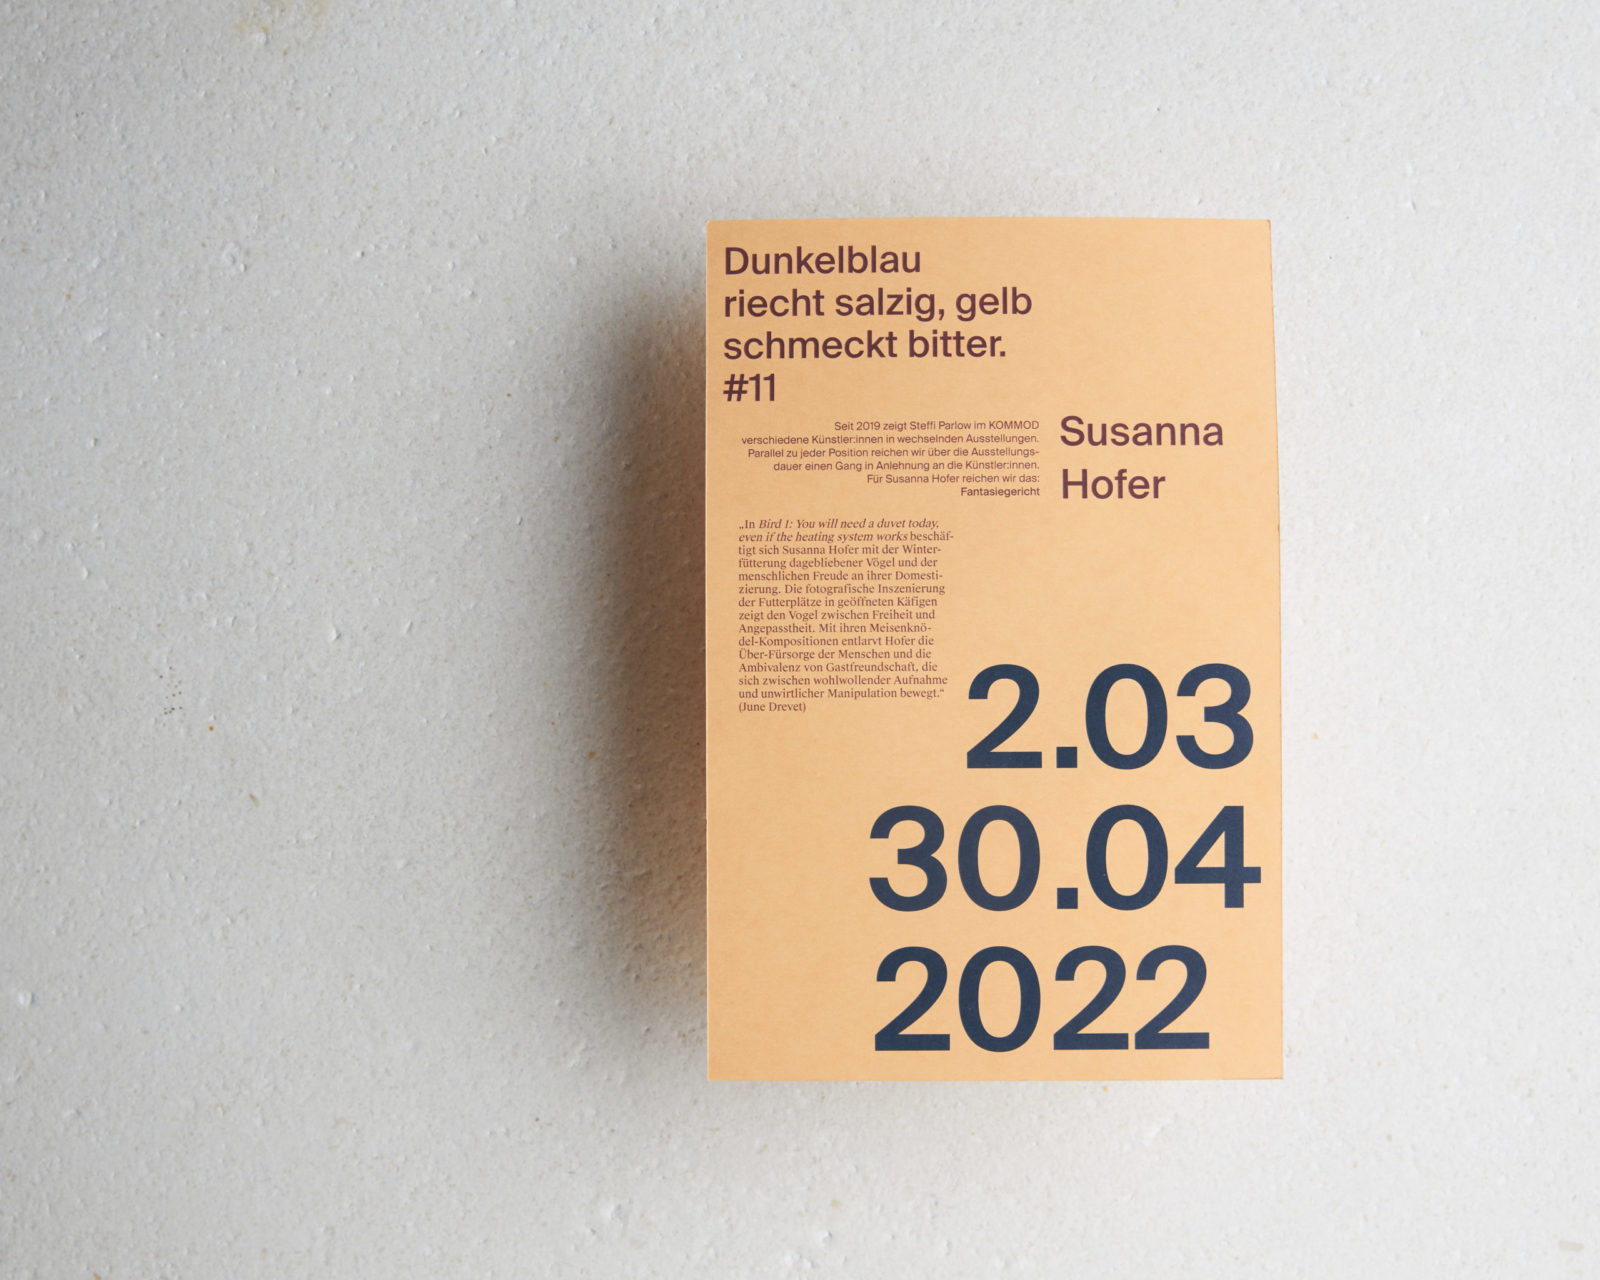 Dunkelblau
riecht salzig, gelb
schmeckt bitter.
#11
Seit 2019 zeigt Steffi Parlow im KOMMOD
verschiedene Künstler:innen in wechselnden Ausstellungen.
Parallel zu jeder Position reichen wir über die Ausstellungs-
dauer einen Gang in Anlehnung an die Künstler:innen.
Für Susanna Hofer reichen wir das:
Fantasiegericht
Susanna
Hofer
„In Bird I: You will need a duvet today,
even if the heating system works beschäf-
tigt sich Susanna Hofer mit der Winter-
fütterung dagebliebener Vögel und der
menschlichen Freude an ihrer Domesti-
zierung. Die fotografische Inszenierung
der Futterplätze in geöffneten Käfigen
zeigt den Vogel zwischen Freiheit und
Angepasstheit. Mit ihren Meisenknö-
del-Kompositionen entlarvt Hofer die
Über-Fürsorge der Menschen und die
Ambivalenz von Gastfreundschaft, die
sich zwischen wohlwollender Aufnahme
und unwirtlicher Manipulation bewegt.“
(June Drevet)
2.03
30.04
2022